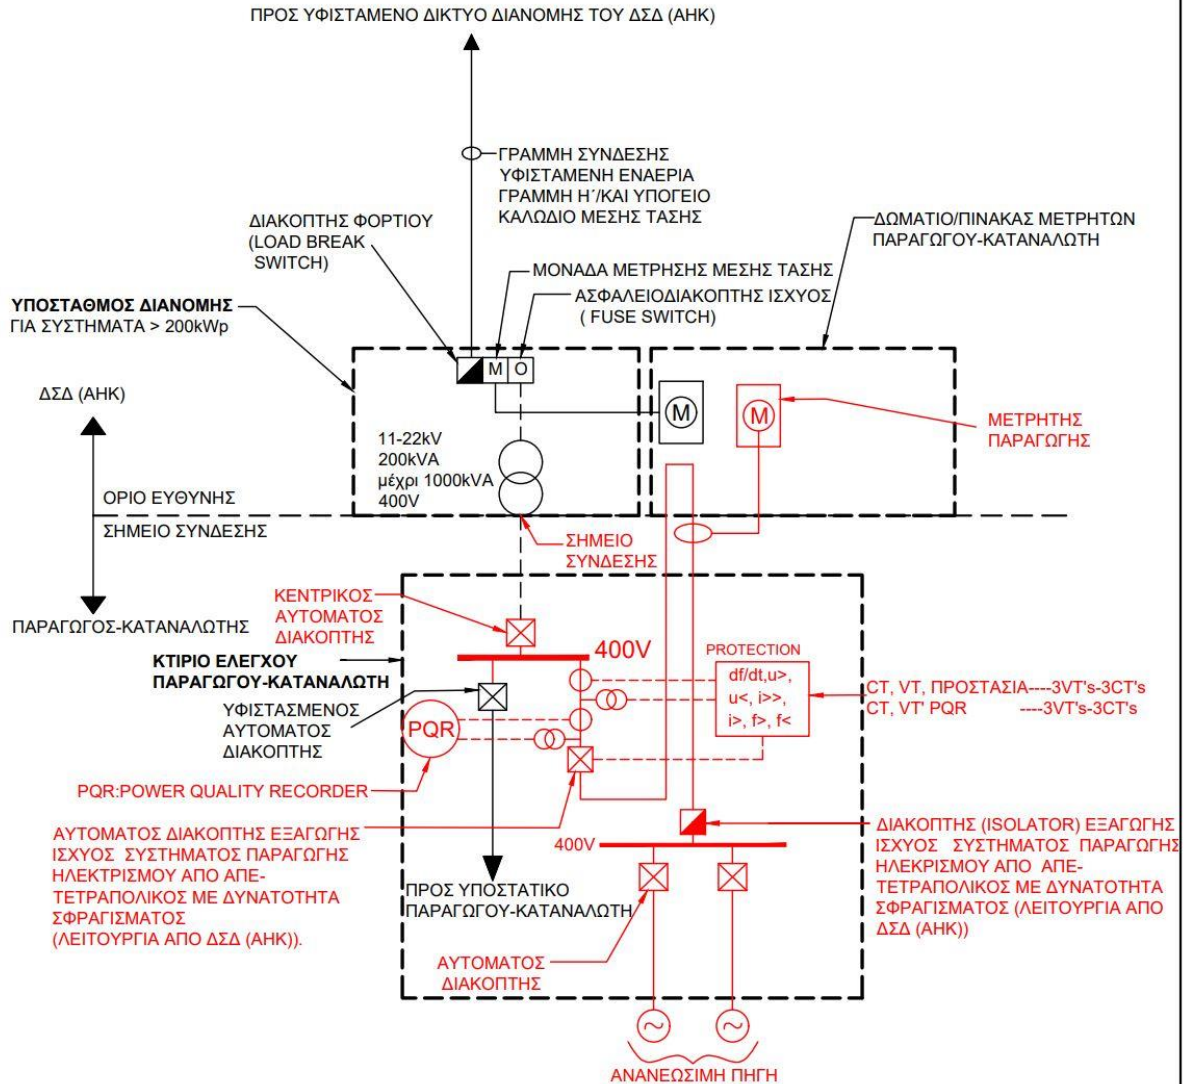 ΠΡΟΣ ΥΦΙΣΤΑΜΕΝΟ ΔΙΚΤΥΟ ΔΙΑΝΟΜΗΣ ΤΟΥ ΔΣΔ (ΑΗΚ)
ΓΡΑΜΜΗ ΣΥΝΔΕΣΗΣ
ΥΦΙΣΤΑΜΕΝΗ ΕΝΑΕΡΙΑ
ΓΡΑΜΜΗ Η΄/ΚΑΙ ΥΠΟΓΕΙΟ
ΚΑΛΩΔΙΟ ΜΕΣΗΣ ΤΑΣΗΣ
ΔΙΑΚΟΠΤΗΣ ΦΟΡΤΙΟΥ
(LOAD BREAK
SWITCH)
ΔΩΜΑΤΙΟ/ΠΙΝΑΚΑΣ ΜΕΤΡΗΤΩΝ
ΠΑΡΑΓΩΓΟΥ-ΚΑΤΑΝΑΛΩΤΗ
ΜΟΝΑΔΑ ΜΕΤΡΗΣΗΣ ΜΕΣΗΣ ΤΑΣΗΣ
ΑΣΦΑΛΕΙΟΔΙΑΚΟΠΤΗΣ ΙΣΧΥΟΣ
( FUSE SWITCH)
ΥΠΟΣΤΑΘΜΟΣ ΔΙΑΝΟΜΗΣ
ΓΙΑ ΣΥΣΤΗΜΑΤΑ > 200kWp
M O
M
M
ΔΣΔ (ΑΗΚ)
ΜΕΤΡΗΤΗΣ
ΠΑΡΑΓΩΓΗΣ
11-22kV
200kVA
μέχρι 1000kVA
400V
ΟΡΙΟ ΕΥΘΥΝΗΣ
ΣΗΜΕΙΟ ΣΥΝΔΕΣΗΣ
ΣΗΜΕΙΟ
ΣΥΝΔΕΣΗΣ
ΠΑΡΑΓΩΓΟΣ-ΚΑΤΑΝΑΛΩΤΗΣ
ΚΕΝΤΡΙΚΟΣ
ΑΥΤΟΜΑΤΟΣ
ΔΙΑΚΟΠΤΗΣ
400V
ΚΤΙΡΙΟ ΕΛΕΓΧΟΥ
ΠΑΡΑΓΩΓΟΥ-ΚΑΤΑΝΑΛΩΤΗ
PROTECTION
df/dt,u>,
u<, i>>,
i>, f>, f<
CT, VT, ΠΡΟΣΤΑΣΙΑ----3VT's-3CT's
CT, VT' PQR ----3VT's-3CT's
ΥΦΙΣΤΑΣΜΕΝΟΣ
ΑΥΤΟΜΑΤΟΣ
ΔΙΑΚΟΠΤΗΣ
PQR
PQR:POWER QUALITY RECORDER
ΑΥΤΟΜΑΤΟΣ ΔΙΑΚΟΠΤΗΣ ΕΞΑΓΩΓΗΣ
ΙΣΧΥΟΣ ΣΥΣΤΗΜΑΤΟΣ ΠΑΡΑΓΩΓΗΣ
ΗΛΕΚΤΡΙΣΜΟΥ ΑΠΟ ΑΠΕ-
ΤΕΤΡΑΠΟΛΙΚΟΣ ΜΕ ΔΥΝΑΤΟΤΗΤΑ
ΣΦΡΑΓΙΣΜΑΤΟΣ
(ΛΕΙΤΟΥΡΓΙΑ ΑΠΟ ΔΣΔ (ΑΗΚ)).
400V
ΔΙΑΚΟΠΤΗΣ (ISOLATOR) ΕΞΑΓΩΓΗΣ
ΙΣΧΥΟΣ ΣΥΣΤΗΜΑΤΟΣ ΠΑΡΑΓΩΓΗΣ
ΗΛΕΚΡΙΣΜΟΥ ΑΠΟ ΑΠΕ-
ΤΕΤΡΑΠΟΛΙΚΟΣ ΜΕ ΔΥΝΑΤΟΤΗΤΑ
ΣΦΡΑΓΙΣΜΑΤΟΣ (ΛΕΙΤΟΥΡΓΙΑ ΑΠΟ
ΔΣΔ (ΑΗΚ))
ΠΡΟΣ ΥΠΟΣΤΑΤΙΚΟ
ΠΑΡΑΓΩΓΟΥ-ΚΑΤΑΝΑΛΩΤΗ
ΑΥΤΟΜΑΤΟΣ
ΔΙΑΚΟΠΤΗΣ
ΑΝΑΝΕΩΣΙΜΗ ΠΗΓΗ